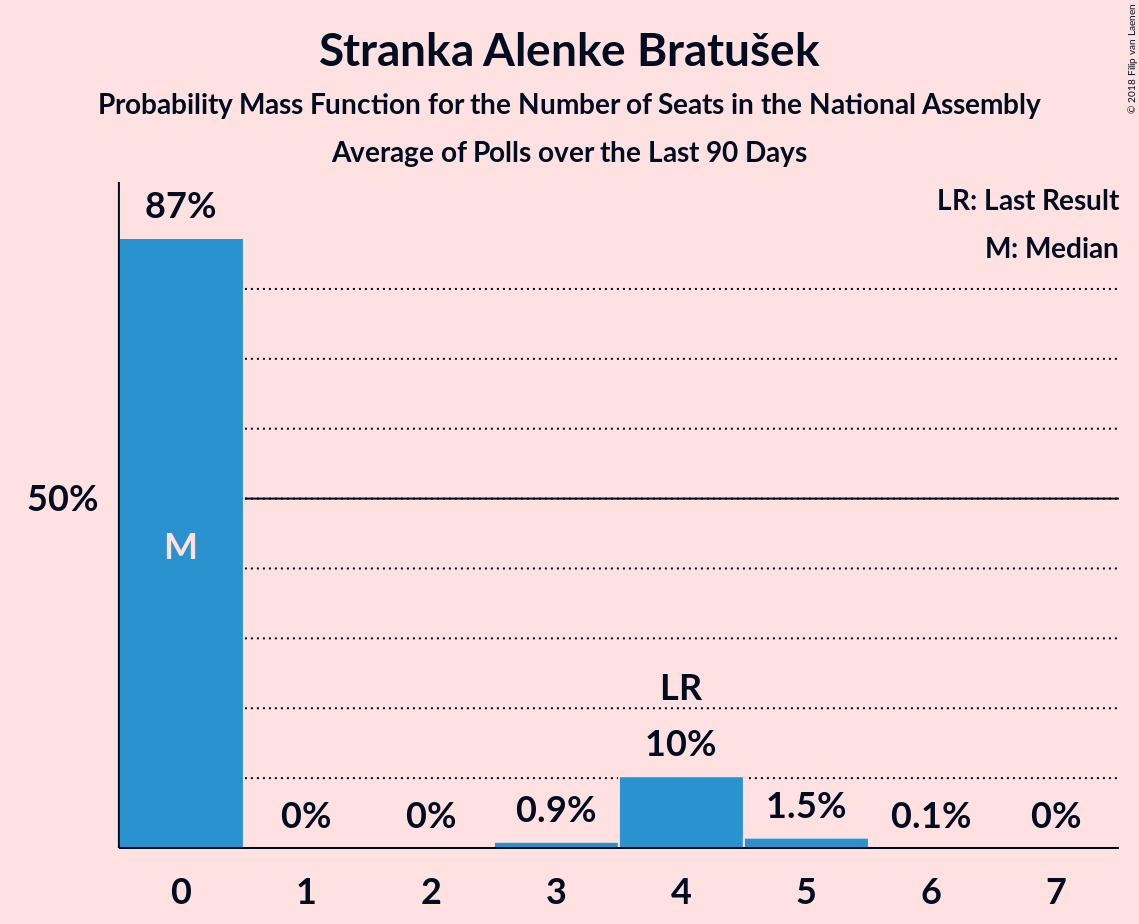 Stranka Alenke Bratušek
Probability Mass Function for the Number of Seats in the National Assembly
Average of Polls over the Last 90 Days
© 2018 Filip van Laenen
LR: Last Result
M: Median
87%
50%
M
LR
10%
0% 0% 0.9% 1.5% 0.1% 0%
0 1 2 3 4 5 6 7